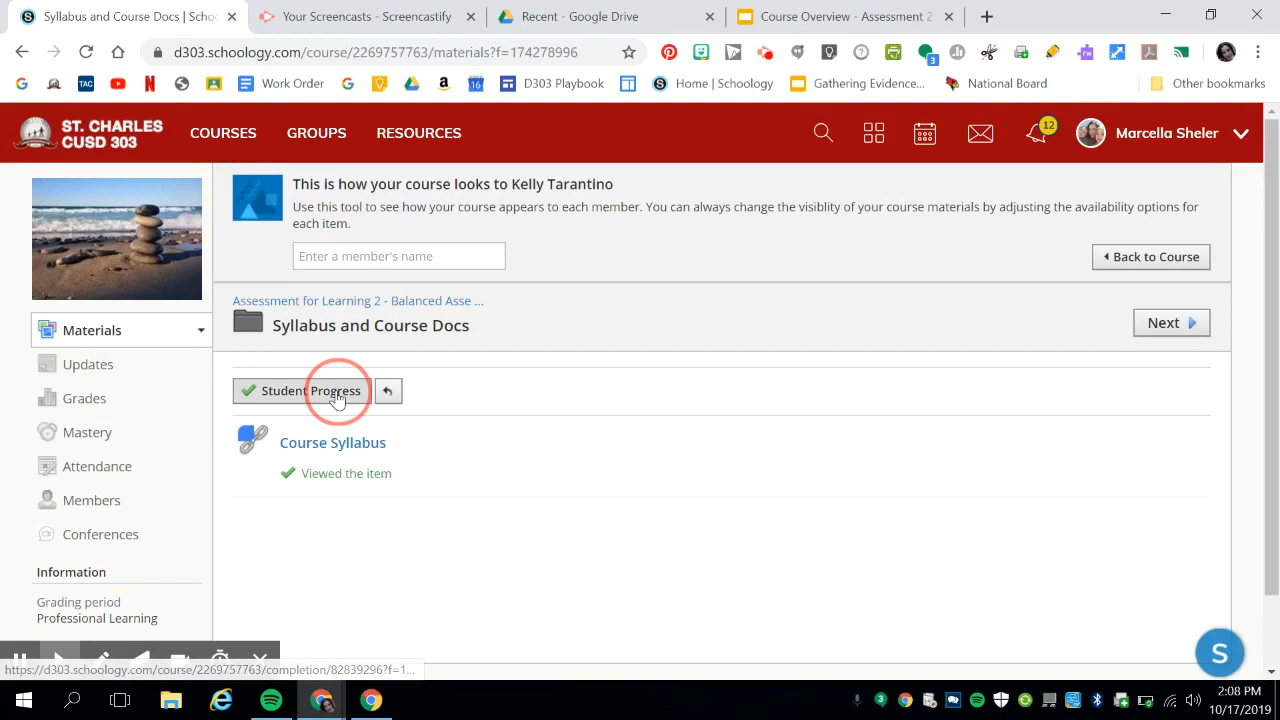 Syllabus and Course Docs | Schoo
Your Screencasts - Screencastify
Recent - Google Drive
Course Overview - Assessment 2
d303.schoology.com/course/2269757763/materials?f=174278996
3
TAC
Work Order
16
D303 Playbook
Home | Schoology
Gathering Evidence...
National Board
Other bookmarks
ST. CHARLES
CUSD 303
COURSES
GROUPS
RESOURCES
12
Marcella Sheler
This is how your course looks to Kelly Tarantino
Use this tool to see how your course appears to each member. You can always change the visiblity of your course materials by adjusting the availability options for
each item.
Enter a member's name
Back to Course
Assessment for Learning 2 - Balanced Asse ...
Syllabus and Course Docs
Next
Materials
Updates
Grades
Mastery
Attendance
Members
Conferences
Information
Grading period
Professional Learning
Student Progress
Course Syllabus
Viewed the item
https://d303.schoology.com/course/2269757763/completion/82839296?f=1...
S
2:08 PM
10/17/2019